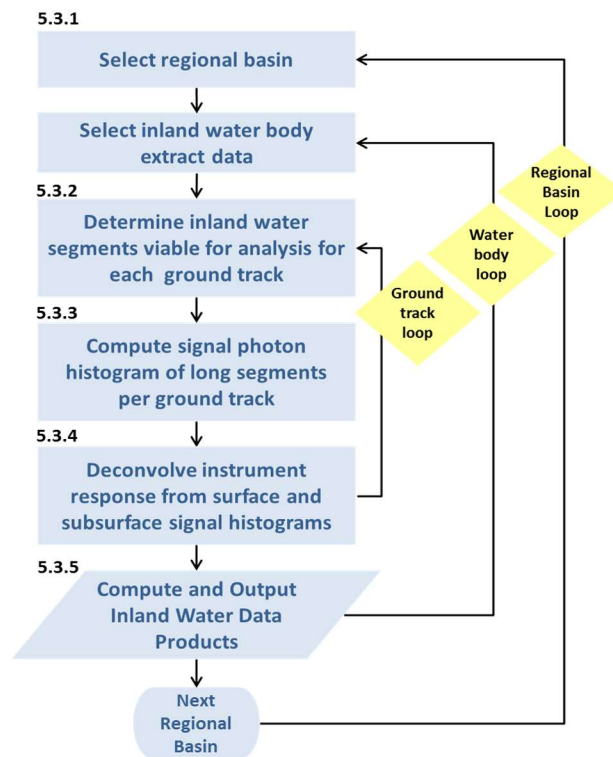 5.3.1
Select regional basin
Select inland water body
extract data
5.3.2
Determine inland water
segments viable for analysis for
each ground track
5.3.3
Compute signal photon
histogram of long segments
per ground track
5.3.4
Deconvolve instrument
response from surface and
subsurface signal histograms
5.3.5
Compute and Output
Inland Water Data
Products
Next
Regional
Basin
Ground
track
loop
Water
body
loop
Regional
Basin
Loop